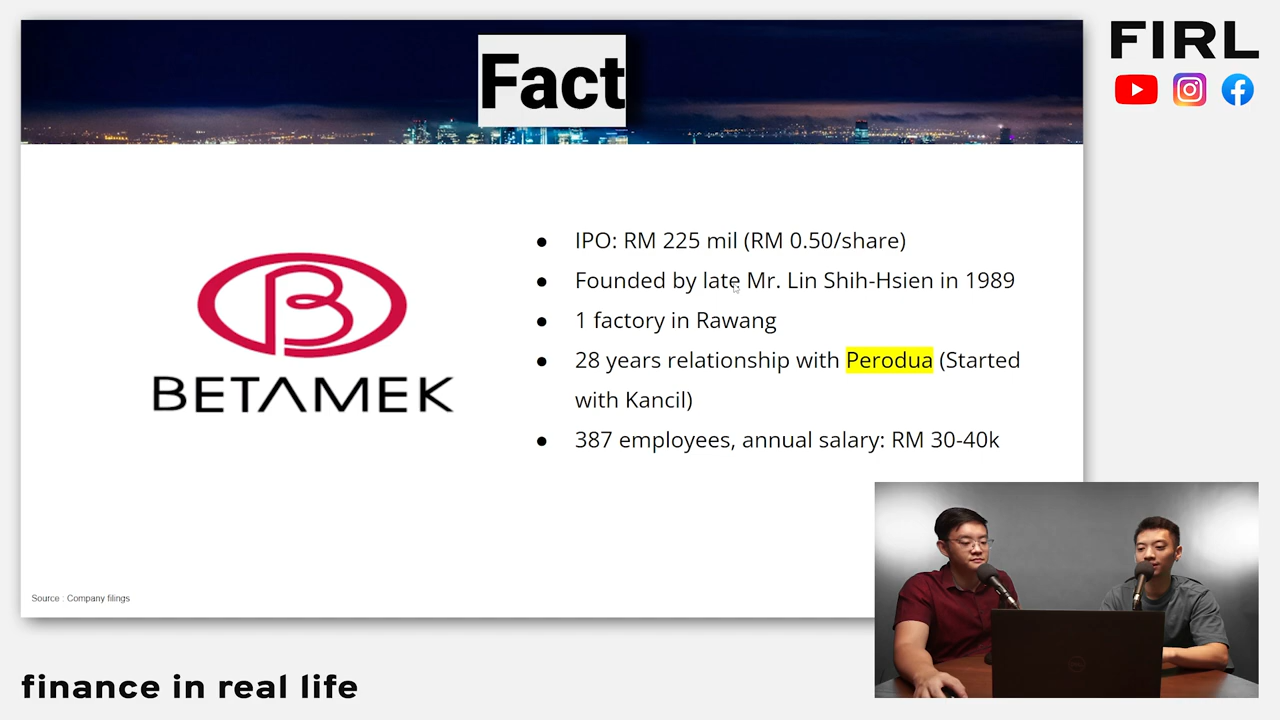 Fact
FIRL
IPO: RM 225 mil (RM 0.50/share)
Founded by late Mr. Lin Shih-Hsien in 1989
1 factory in Rawang
28 years relationship with Perodua (Started
with Kancil)
387 employees, annual salary: RM 30-40k
BETAMEK
Source : Company filings
finance in real life